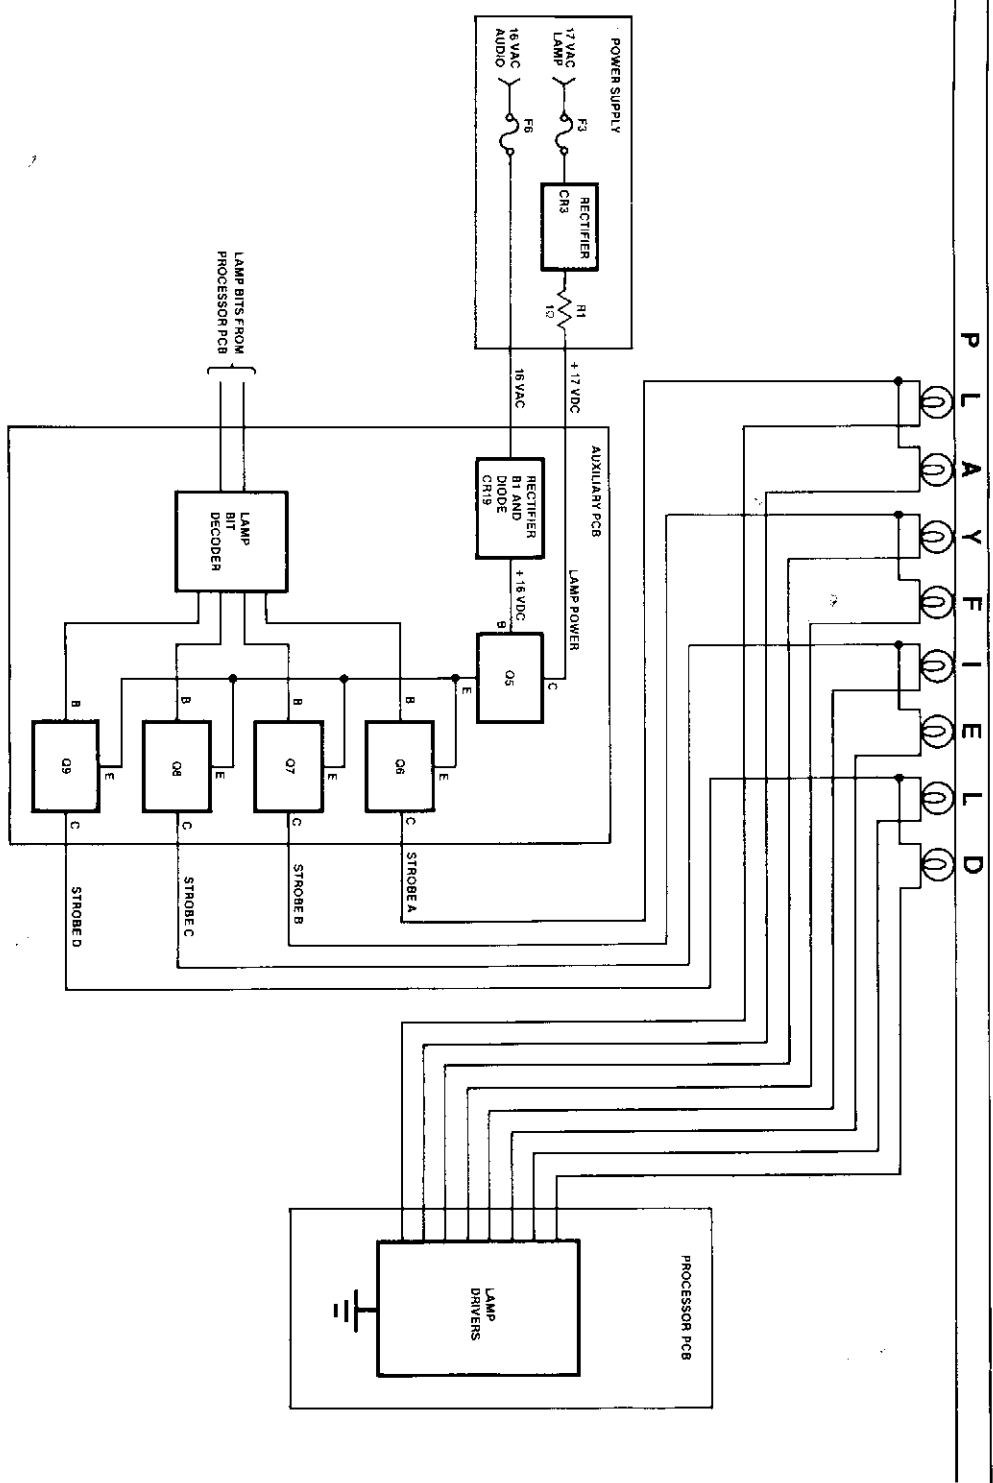 P L A Y F I E L D
POWER SUPPLY
17 VAC
LAMP
F3
RECTIFIER
CR3
R1
1Ω
+ 17 VDC
16 VAC
AUDIO
F6
16 VAC
AUXILIARY PCB
LAMP POWER
RECTIFIER
B1 AND
DIODE
CR19
+ 16 VDC
B
Q5
C
E
LAMP BITS FROM
PROCESSOR PCB
LAMP
BIT
DECODER
B
Q6
E
C
STROBE A
B
Q7
E
C
STROBE B
B
Q8
E
C
STROBE C
B
Q9
E
C
STROBE D
PROCESSOR PCB
LAMP
DRIVERS